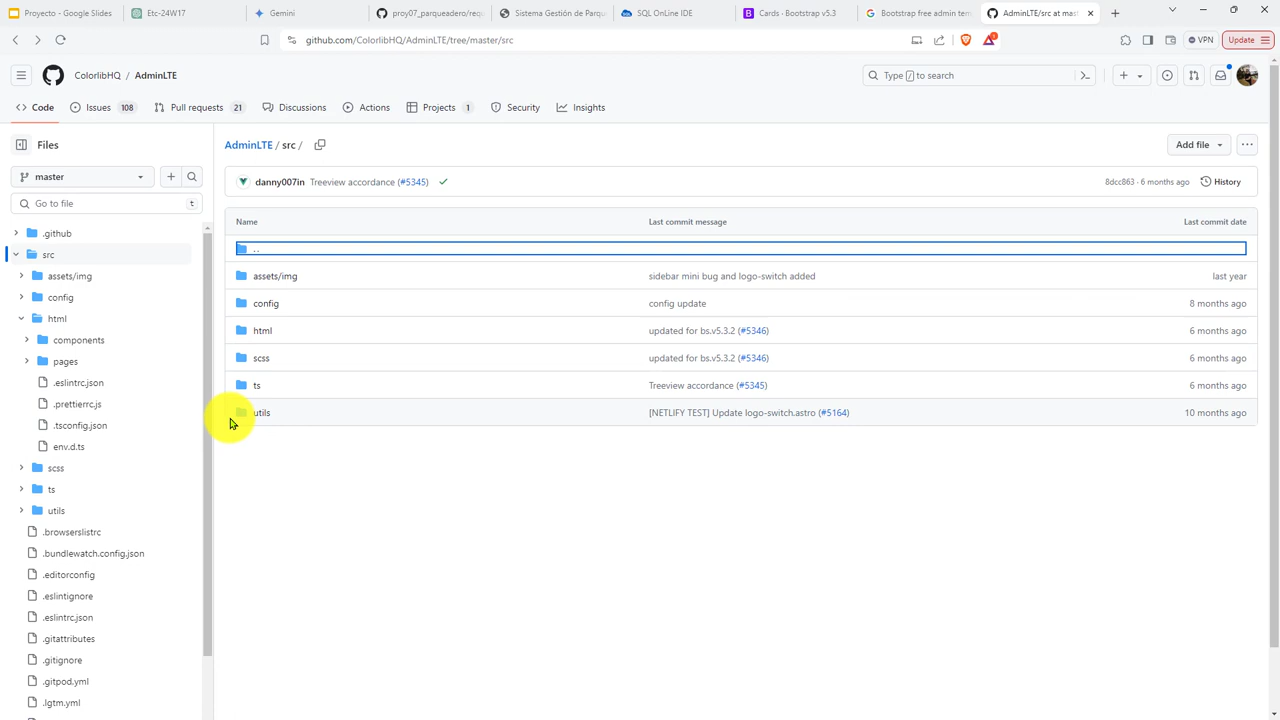 Proyecto - Google Slides
Etc-24W17
Gemini
proy07_parqueadero/req
Sistema Gestión de Parqu
SQL OnLine IDE
Cards · Bootstrap v5.3
Bootstrap free admin tem
AdminLTE/src at mast
github.com/ColorlibHQ/AdminLTE/tree/master/src
1
VPN
Update
ColorlibHQ / AdminLTE
Type / to search
Code
Issues 108
Pull requests 21
Discussions
Actions
Projects 1
Security
Insights
Files
AdminLTE / src /
Add file
master
danny007in Treeview accordance (#5345)
8dcc863 · 6 months ago
History
Go to file
t
Name
Last commit message
Last commit date
.github
..
src
assets/img
assets/img
sidebar mini bug and logo-switch added
last year
config
config
config update
8 months ago
html
html
updated for bs.v5.3.2 (#5346)
6 months ago
components
pages
scss
updated for bs.v5.3.2 (#5346)
6 months ago
.eslintrc.json
ts
Treeview accordance (#5345)
6 months ago
.prettierrc.js
utils
[NETLIFY TEST] Update logo-switch.astro (#5164)
10 months ago
.tsconfig.json
env.d.ts
scss
ts
utils
.browserslistrc
.bundlewatch.config.json
.editorconfig
.eslintignore
.eslintrc.json
.gitattributes
.gitignore
.gitpod.yml
.lgtm.yml